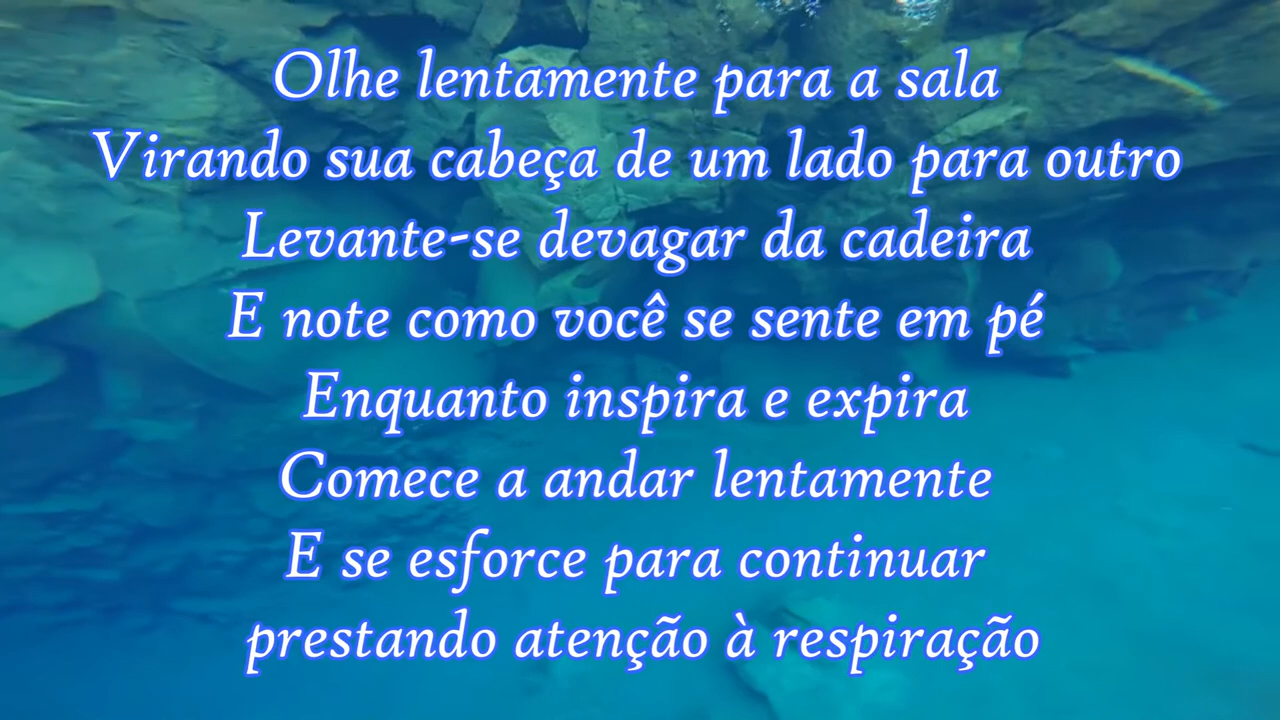 Olhe lentamente para a sala
Virando sua cabeça de um lado para outro
Levante-se devagar da cadeira
E note como você se sente em pé
Enquanto inspira e expira
Comece a andar lentamente
E se esforce para continuar
prestando atenção à respiração